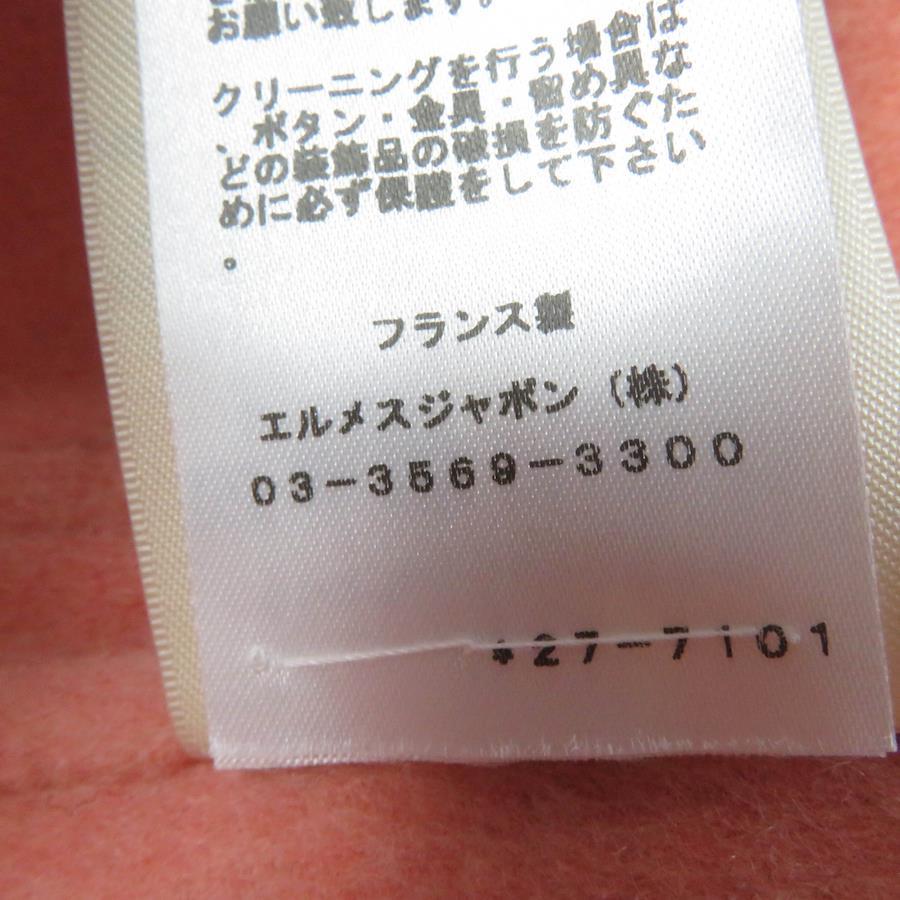 お願い致します。
クリーニングを行う場合は
、ボタン・金具・留め具な
どの装飾品の破損を防ぐた
めに必ず保護をして下さい
。
フランス製
エルメスジャポン（株）
03-3569-3300
27-7101